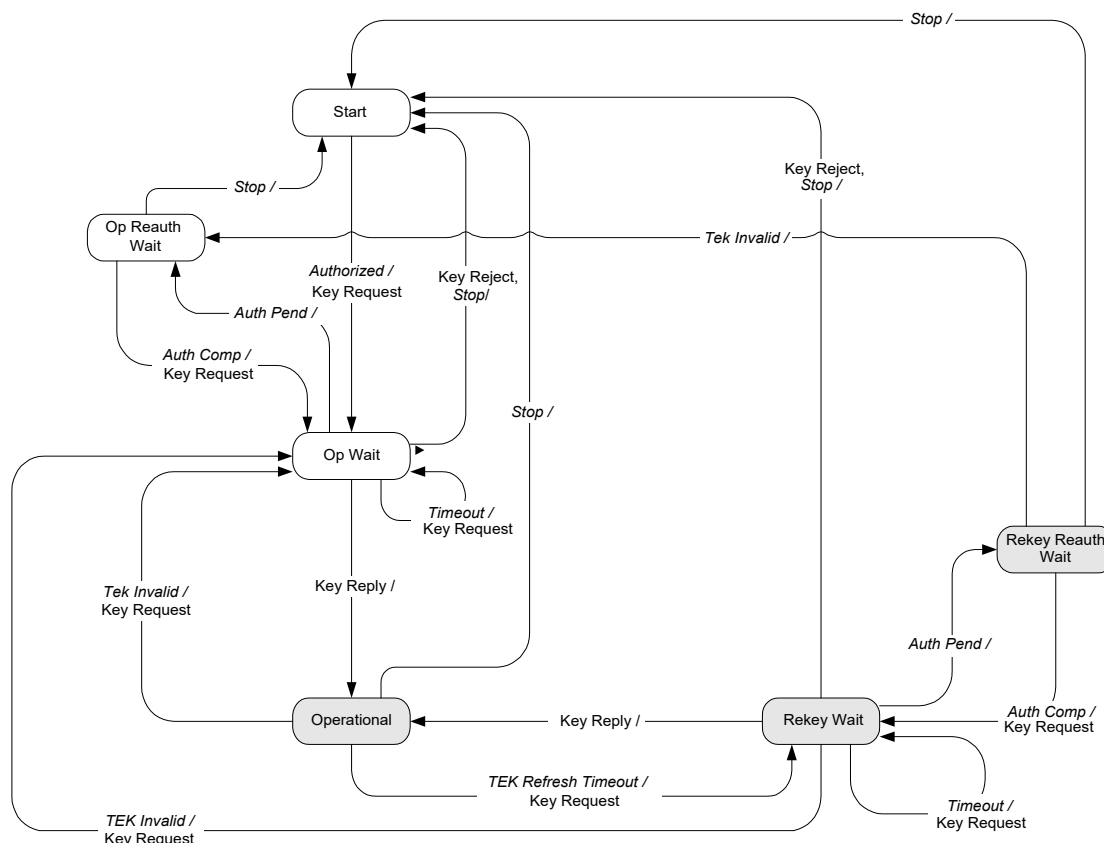 Stop /
Start
Key Reject,
Stop /
Stop /
Op Reauth
Wait
Tek Invalid /
Authorized /
Key Request
Key Reject,
Stop/
Auth Pend /
Auth Comp /
Key Request
Stop /
Op Wait
Timeout /
Key Request
Rekey Reauth
Wait
Tek Invalid /
Key Request
Key Reply /
Auth Pend /
Operational
Key Reply /
Rekey Wait
Auth Comp /
Key Request
TEK Refresh Timeout /
Key Request
Timeout /
Key Request
TEK Invalid /
Key Request